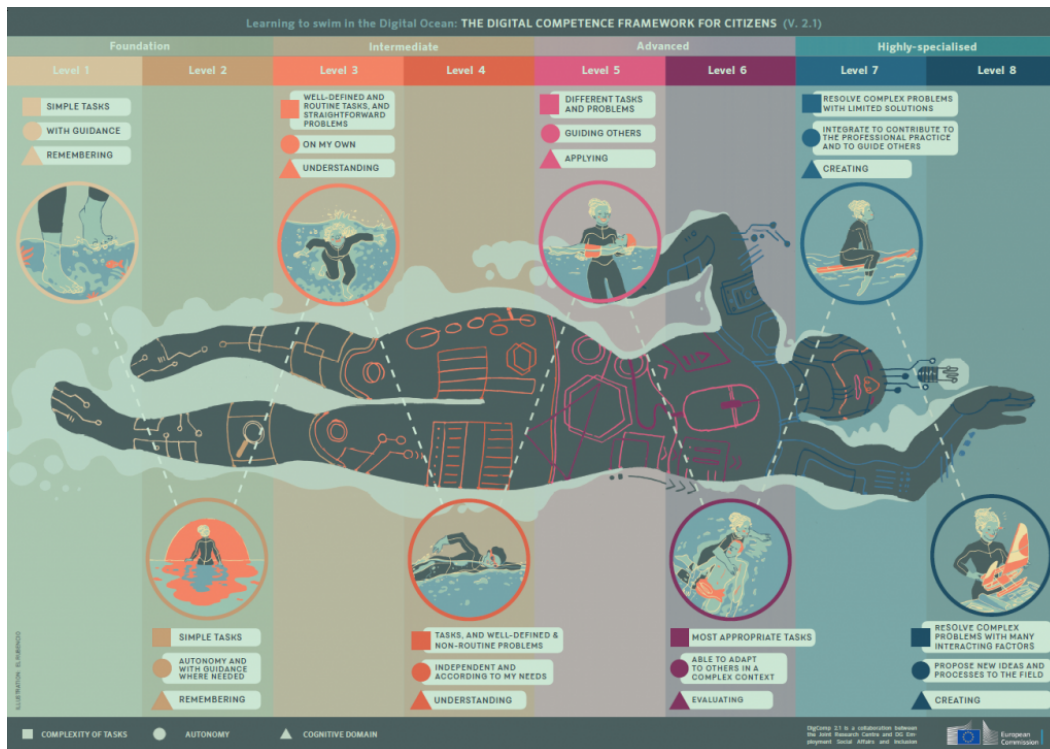 Learning to swim in the Digital Ocean: THE DIGITAL COMPETENCE FRAMEWORK FOR CITIZENS (V. 2.1)
Foundation
Intermediate
Advanced
Highly-specialised
Level 1
Level 2
Level 3
Level 4
Level 5
Level 6
Level 7
Level 8
SIMPLE TASKS
WITH GUIDANCE
REMEMBERING
WELL-DEFINED AND
ROUTINE TASKS, AND
STRAIGHTFORWARD
PROBLEMS
ON MY OWN
UNDERSTANDING
DIFFERENT TASKS
AND PROBLEMS
GUIDING OTHERS
APPLYING
RESOLVE COMPLEX PROBLEMS
WITH LIMITED SOLUTIONS
INTEGRATE TO CONTRIBUTE TO
THE PROFESSIONAL PRACTICE
AND TO GUIDE OTHERS
CREATING
SIMPLE TASKS
AUTONOMY AND
WITH GUIDANCE
WHERE NEEDED
REMEMBERING
TASKS, AND WELL-DEFINED &
NON-ROUTINE PROBLEMS
INDEPENDENT AND
ACCORDING TO MY NEEDS
UNDERSTANDING
MOST APPROPRIATE TASKS
ABLE TO ADAPT
TO OTHERS IN A
COMPLEX CONTEXT
EVALUATING
RESOLVE COMPLEX
PROBLEMS WITH MANY
INTERACTING FACTORS
PROPOSE NEW IDEAS AND
PROCESSES TO THE FIELD
CREATING
COMPLEXITY OF TASKS
AUTONOMY
COGNITIVE DOMAIN
DigComp 2.1 is a collaboration between
the Joint Research Centre and DG Em-
ployment Social Affairs and Inclusion
European
Commission